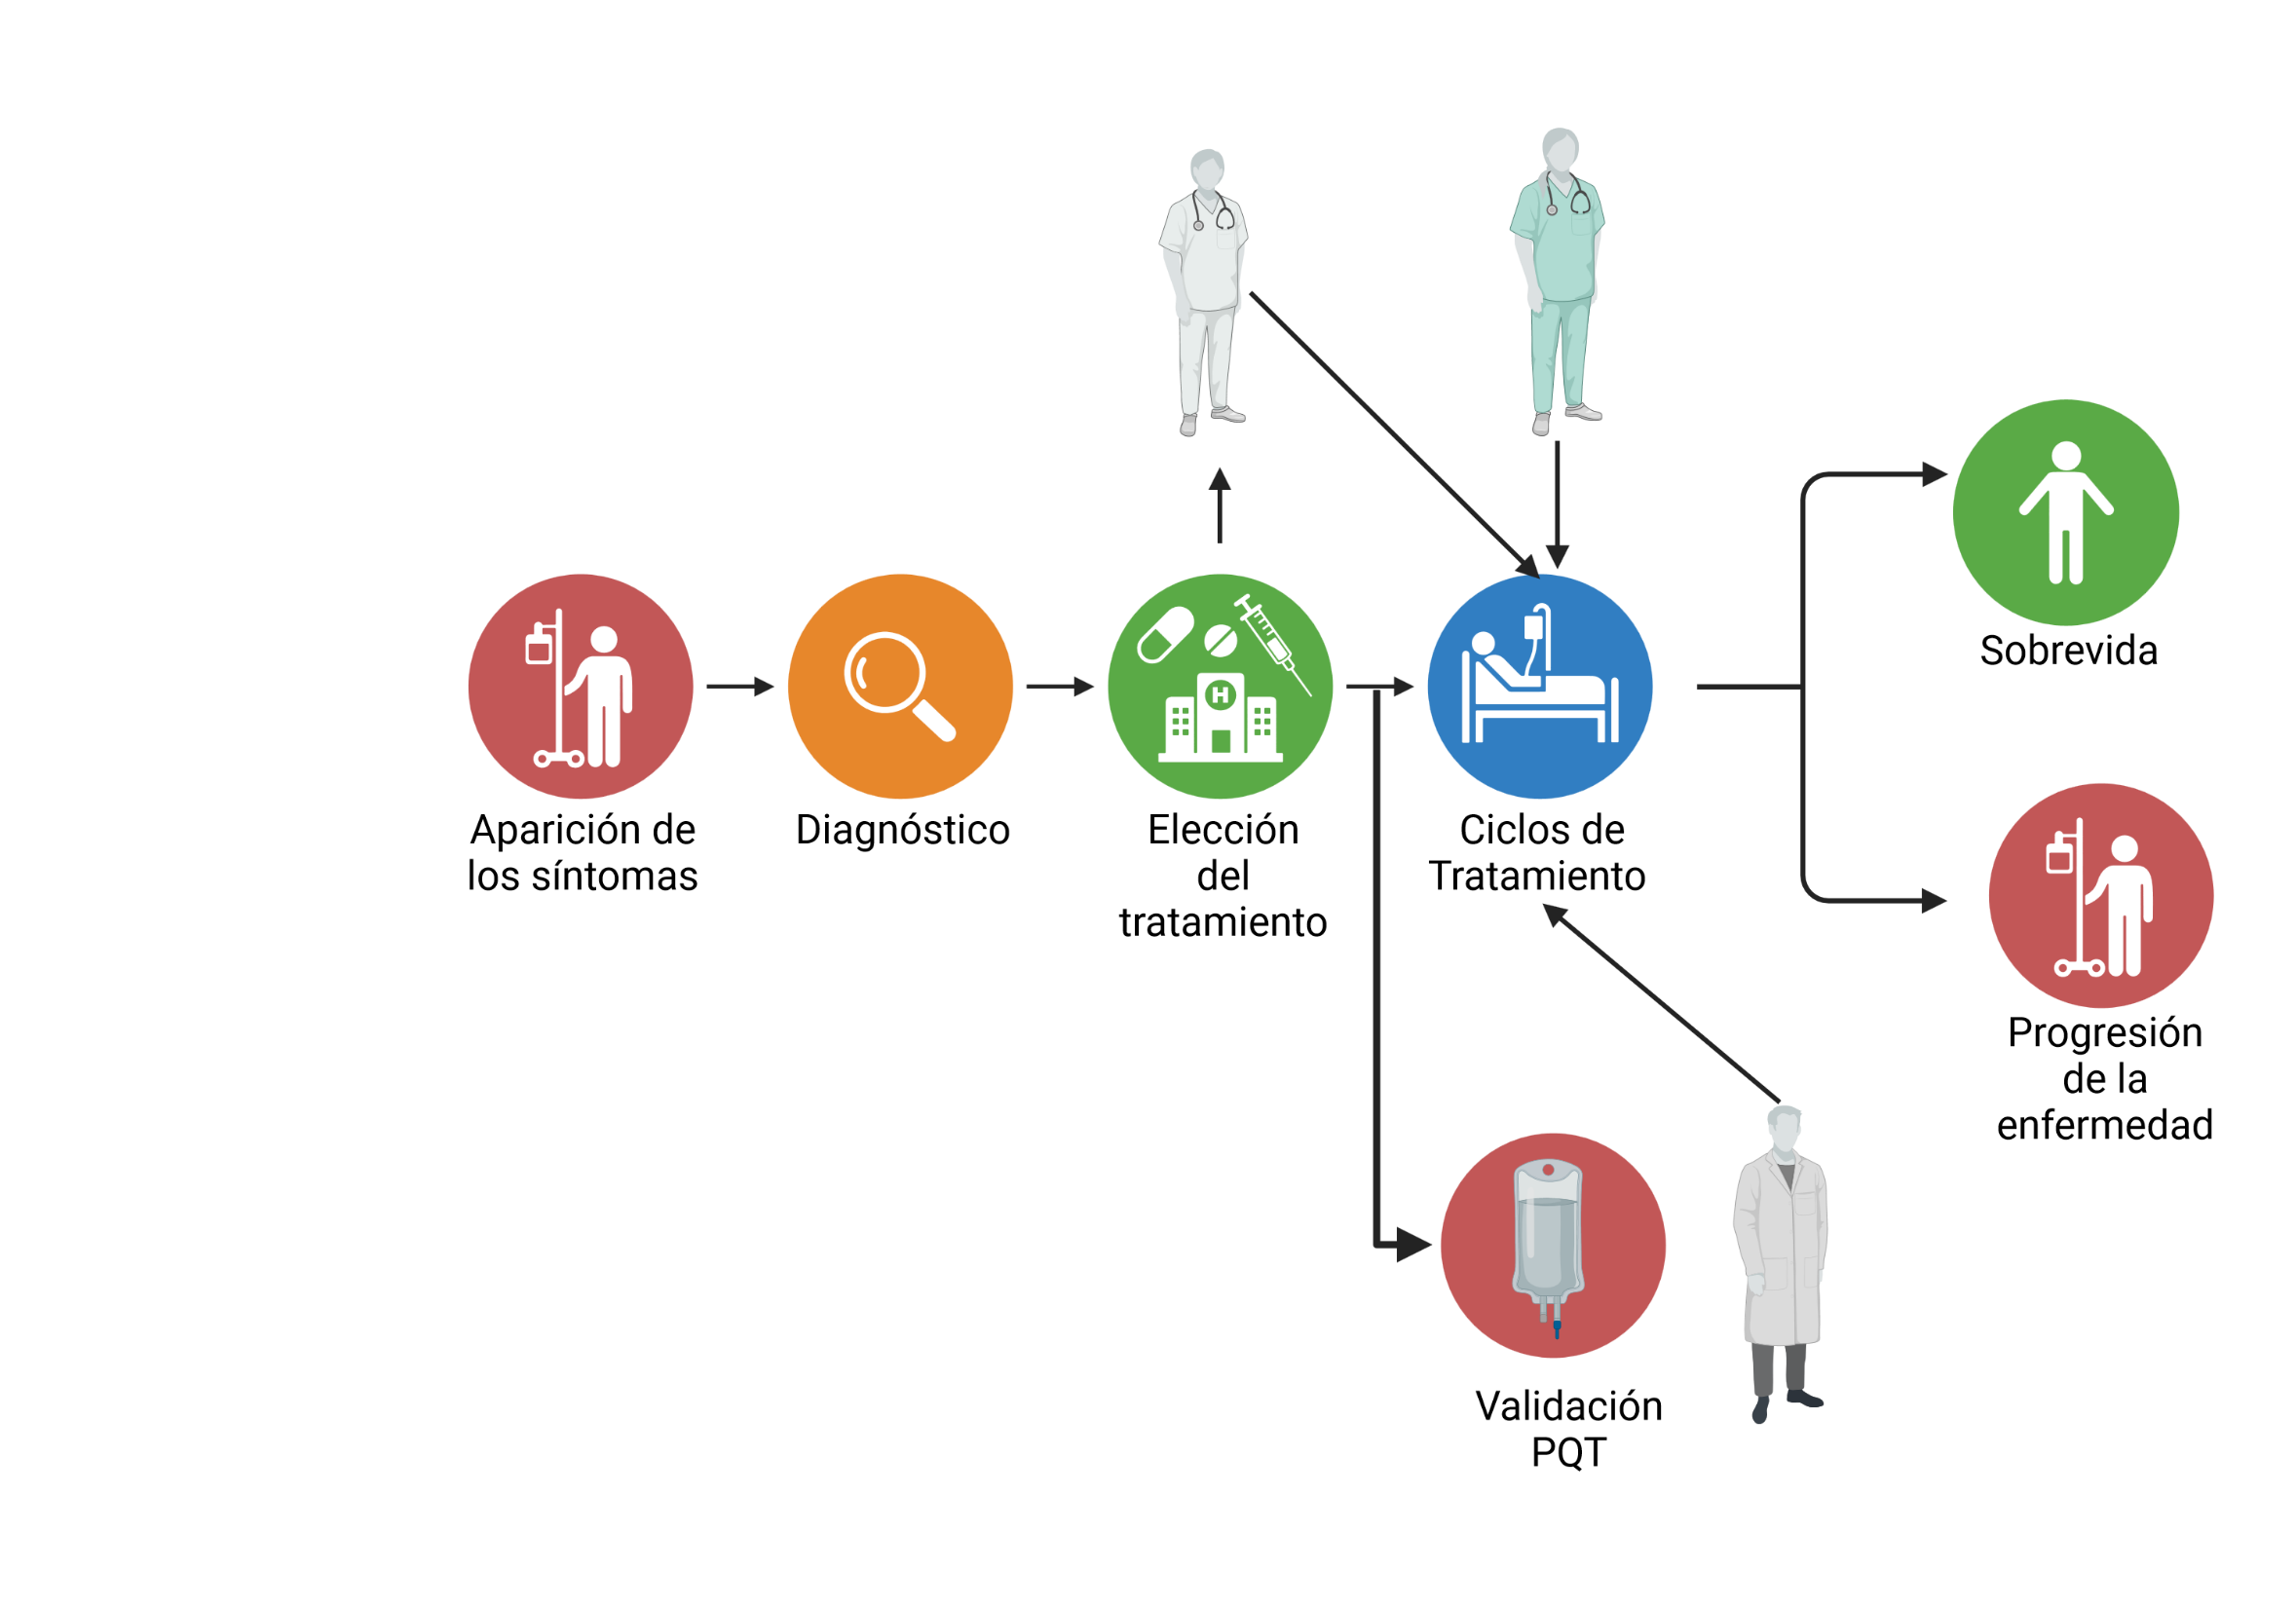 Aparición de
los síntomas
Diagnóstico
H
Elección
del
tratamiento
Ciclos de
Tratamiento
Sobrevida
Progresión
de la
enfermedad
Validación
PQT